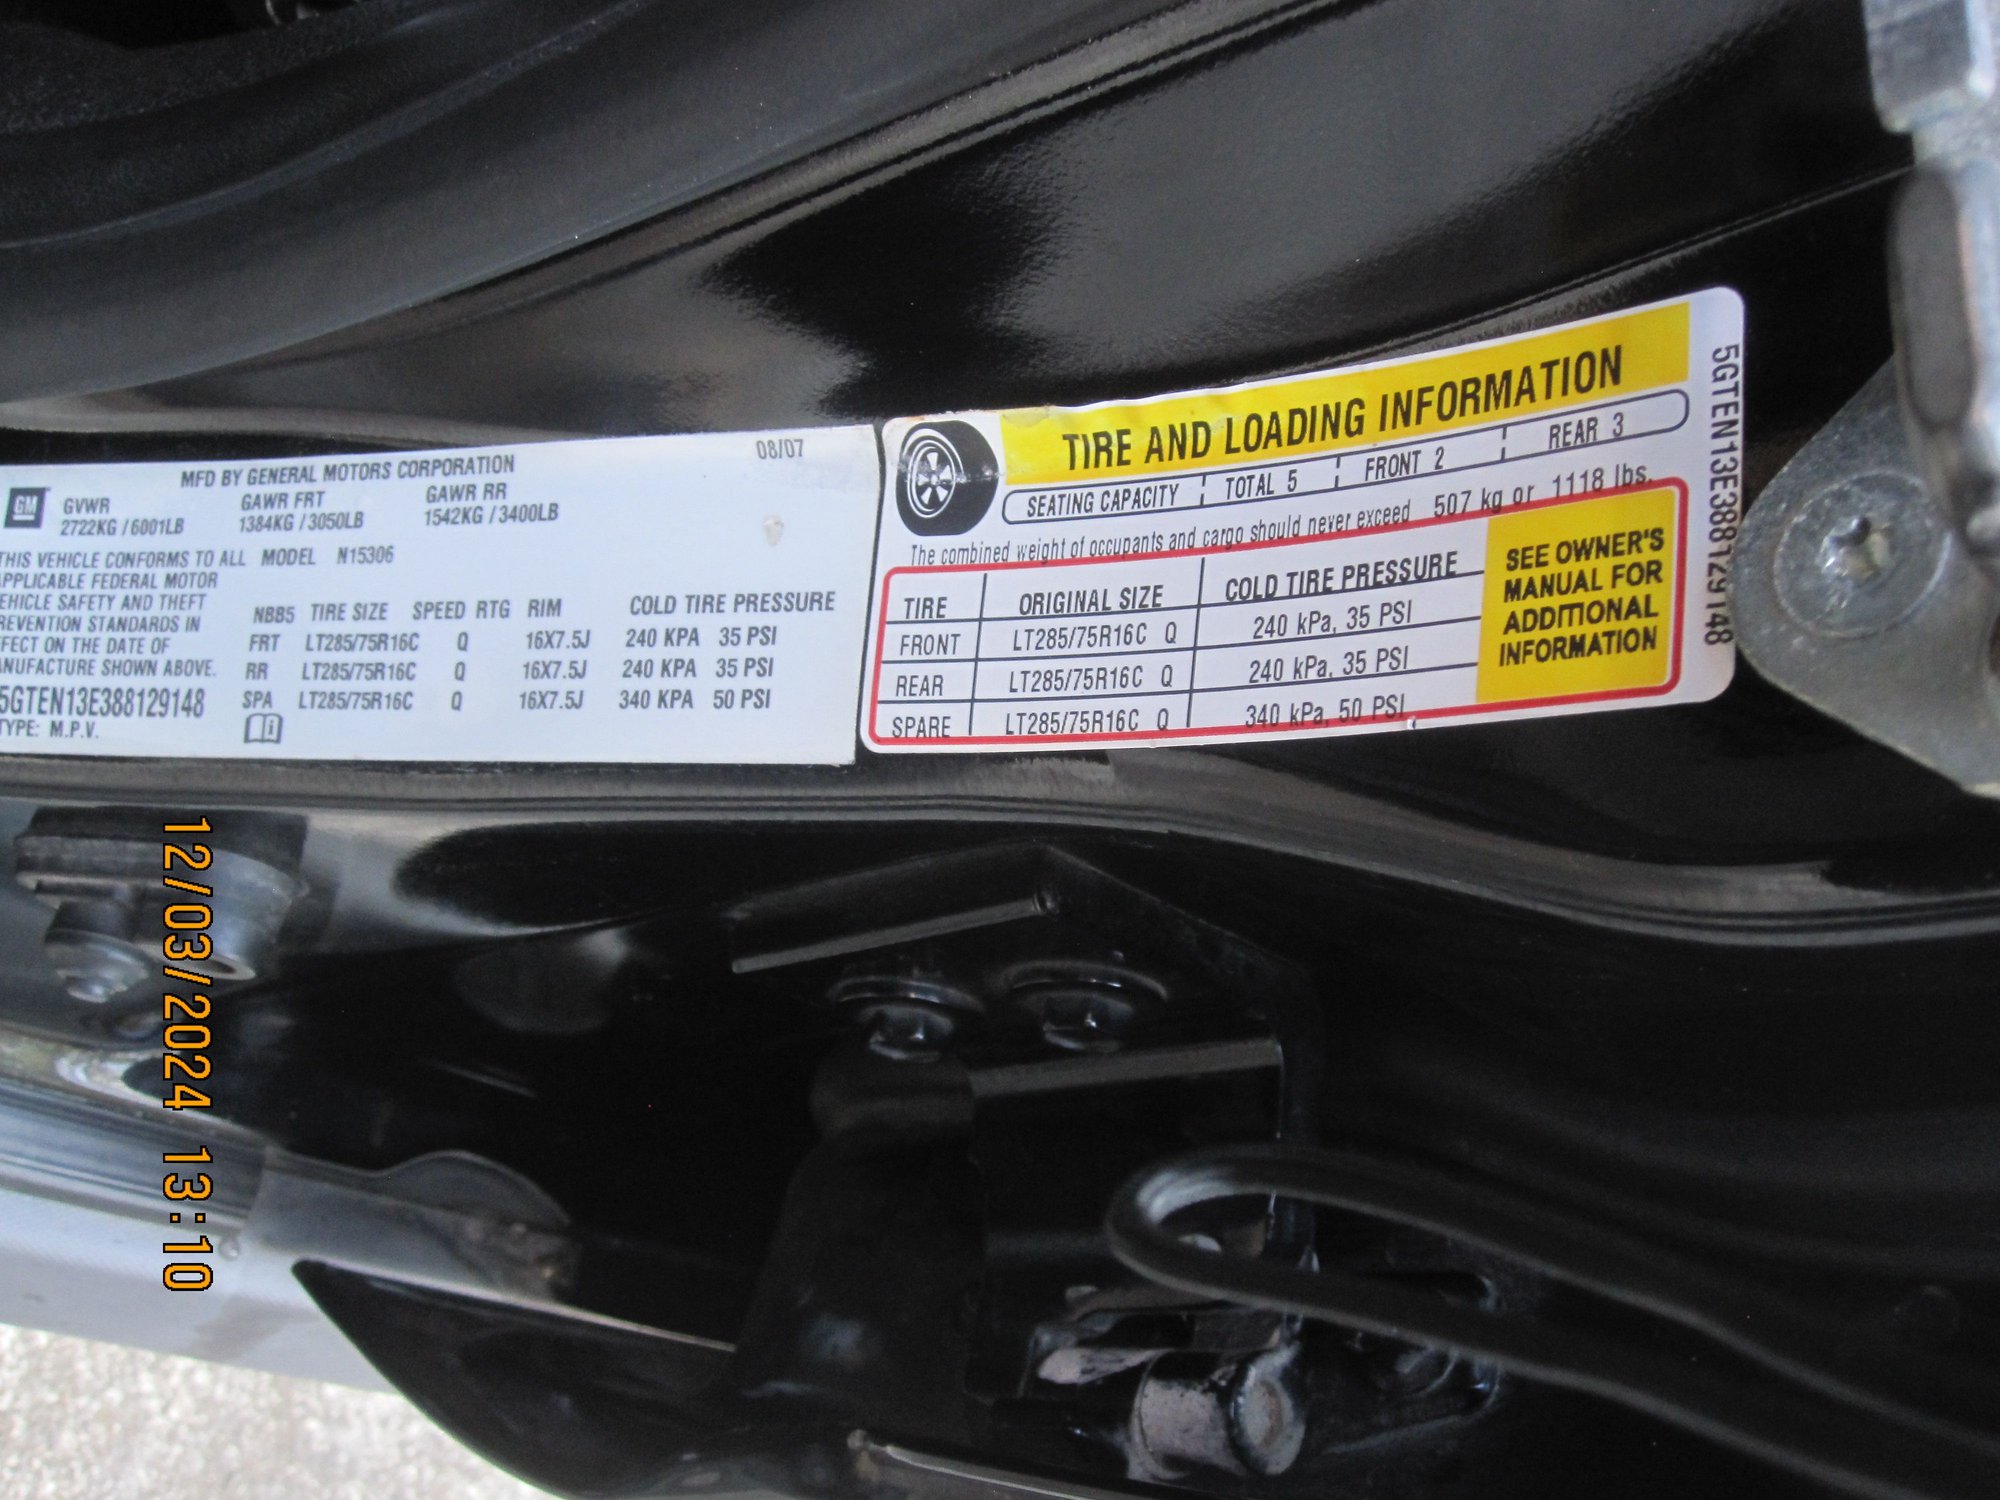 MFD BY GENERAL MOTORS CORPORATION 08/07
GM
GVWR GAWR FRT GAWR RR
2722KG / 6001LB 1384KG / 3050LB 1542KG / 3400LB
THIS VEHICLE CONFORMS TO ALL MODEL N15306
APPLICABLE FEDERAL MOTOR
EHICLE SAFETY AND THEFT
REVENTION STANDARDS IN
FFECT ON THE DATE OF
ANUFACTURE SHOWN ABOVE.
5GTEN13E388129148
TYPE: M.P.V.
NBB5 TIRE SIZE SPEED RTG RIM COLD TIRE PRESSURE
FRT LT285/75R16C Q 16X7.5J 240 KPA 35 PSI
RR LT285/75R16C Q 16X7.5J 240 KPA 35 PSI
SPA LT285/75R16C Q 16X7.5J 340 KPA 50 PSI
TIRE AND LOADING INFORMATION
SEATING CAPACITY TOTAL 5 FRONT 2 REAR 3
The combined weight of occupants and cargo should never exceed 507 kg or 1118 lbs.
TIRE ORIGINAL SIZE COLD TIRE PRESSURE
FRONT LT285/75R16C Q 240 kPa, 35 PSI
REAR LT285/75R16C Q 240 kPa, 35 PSI
SPARE LT285/75R16C Q 340 kPa, 50 PSI
SEE OWNER'S
MANUAL FOR
ADDITIONAL
INFORMATION
5GTEN13E388129148
12/03/2024 13:10